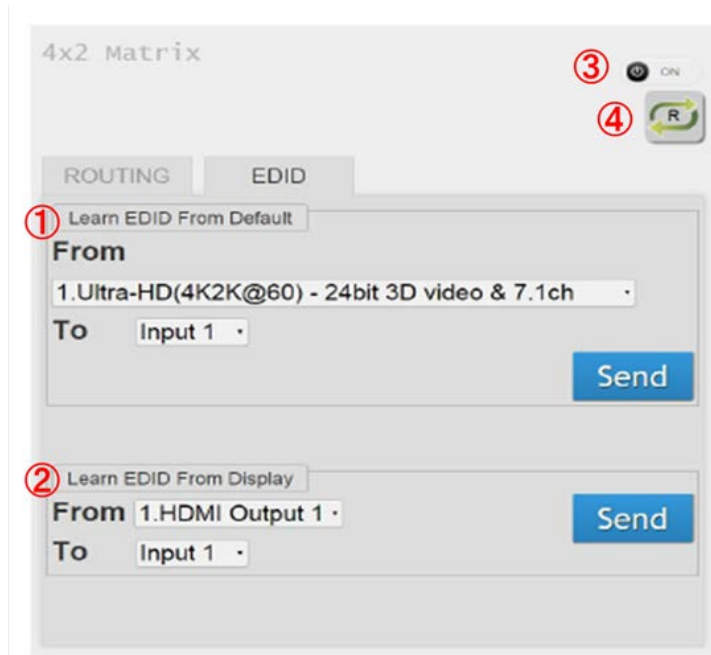 4x2 Matrix
③ ON
④ R
ROUTING EDID
① Learn EDID From Default
From
1.Ultra-HD(4K2K@60) - 24bit 3D video & 7.1ch
To Input 1
Send
② Learn EDID From Display
From 1.HDMI Output 1
Send
To Input 1